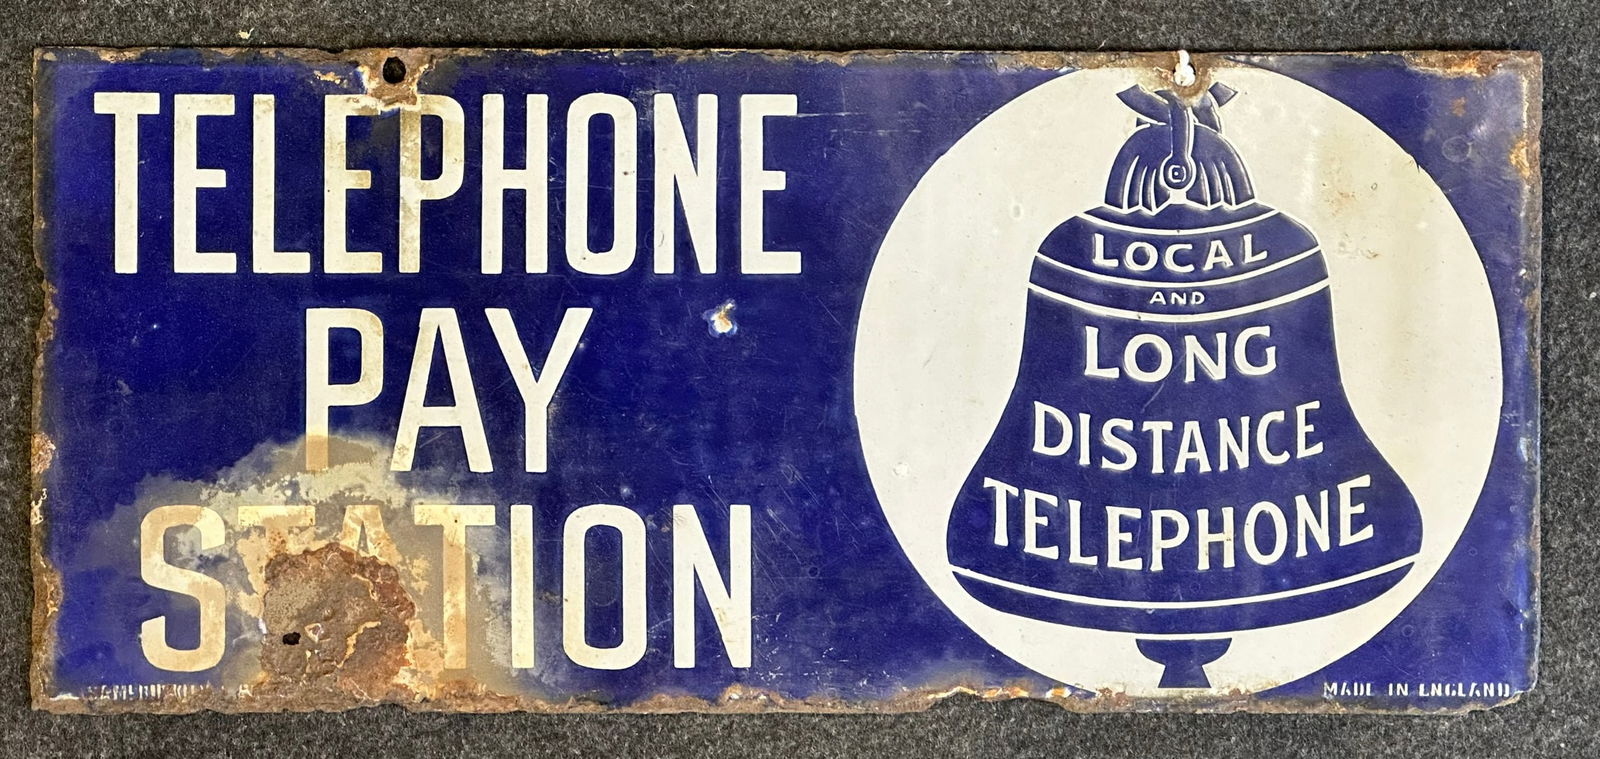 TELEPHONE
PAY
STATION
LOCAL
AND
LONG
DISTANCE
TELEPHONE
MADE IN ENGLAND